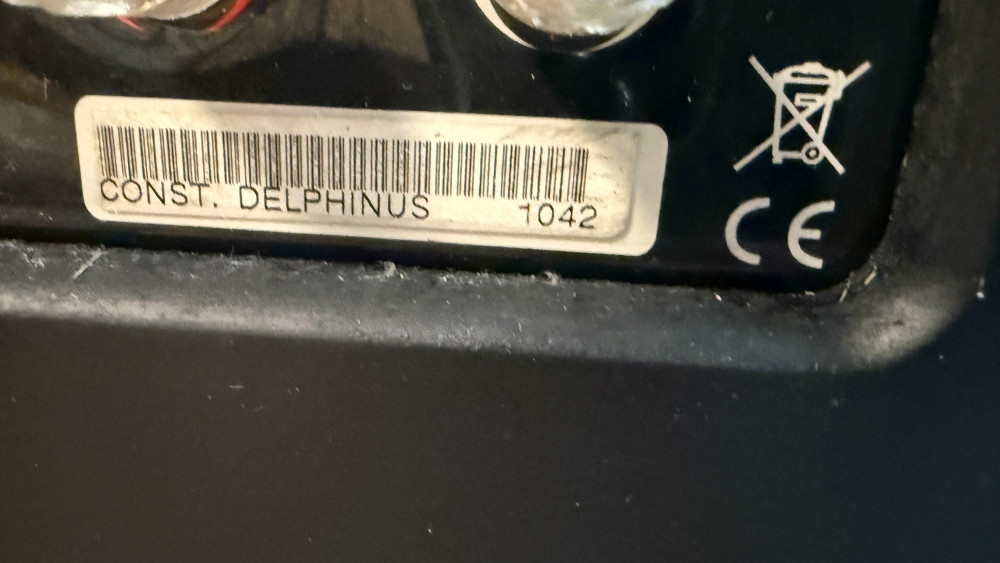 CONST. DELPHINUS 1042
CE